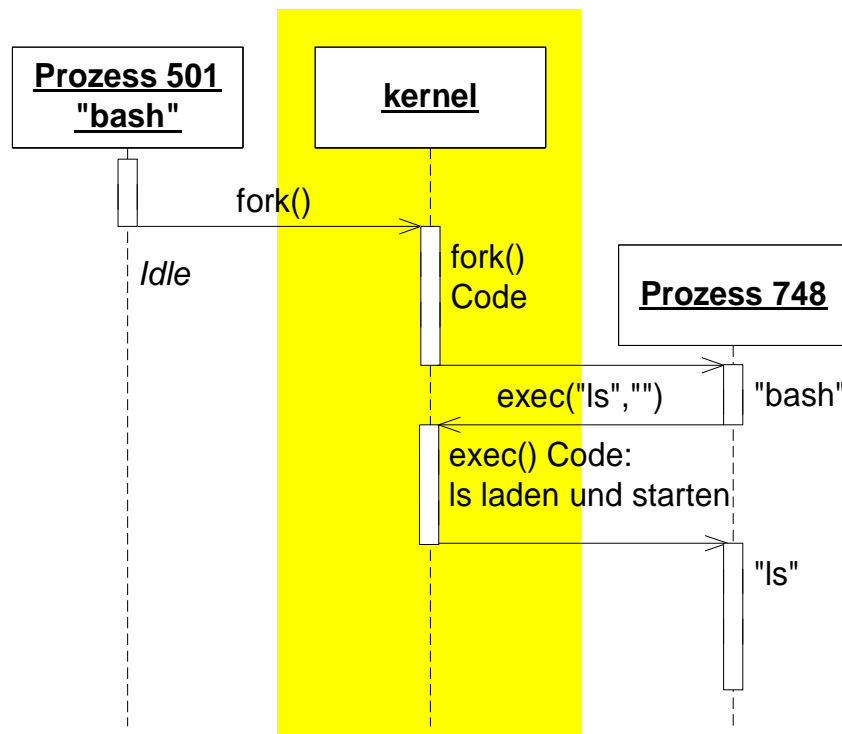 Prozess 501
"bash"
kernel
fork()
Idle
fork()
Code
Prozess 748
exec("ls","")
"bash"
exec() Code:
ls laden und starten
"ls"